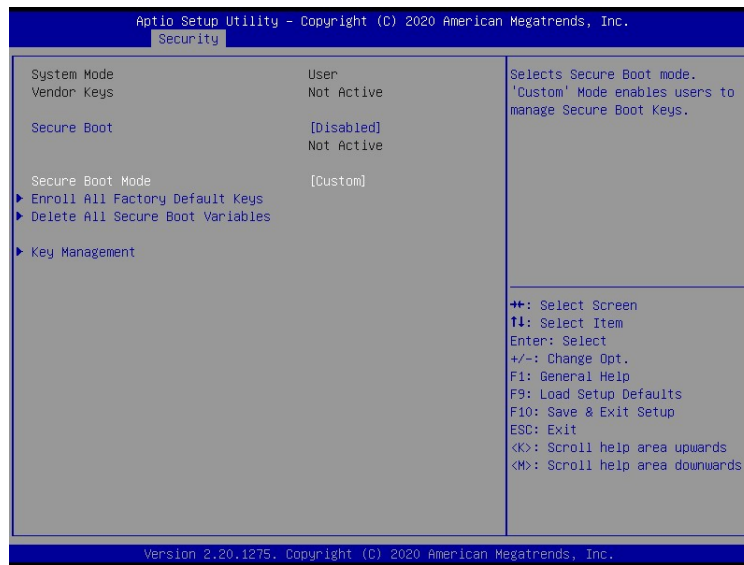 Aptio Setup Utility – Copyright (C) 2020 American Megatrends, Inc.
Security
System Mode User
Vendor Keys Not Active
Secure Boot [Disabled]
Not Active
Secure Boot Mode [Custom]
▶ Enroll All Factory Default Keys
▶ Delete All Secure Boot Variables
▶ Key Management
Selects Secure Boot mode.
'Custom' Mode enables users to
manage Secure Boot Keys.
→←: Select Screen
↑↓: Select Item
Enter: Select
+/-: Change Opt.
F1: General Help
F9: Load Setup Defaults
F10: Save & Exit Setup
ESC: Exit
<K>: Scroll help area upwards
<M>: Scroll help area downwards
Version 2.20.1275. Copyright (C) 2020 American Megatrends, Inc.